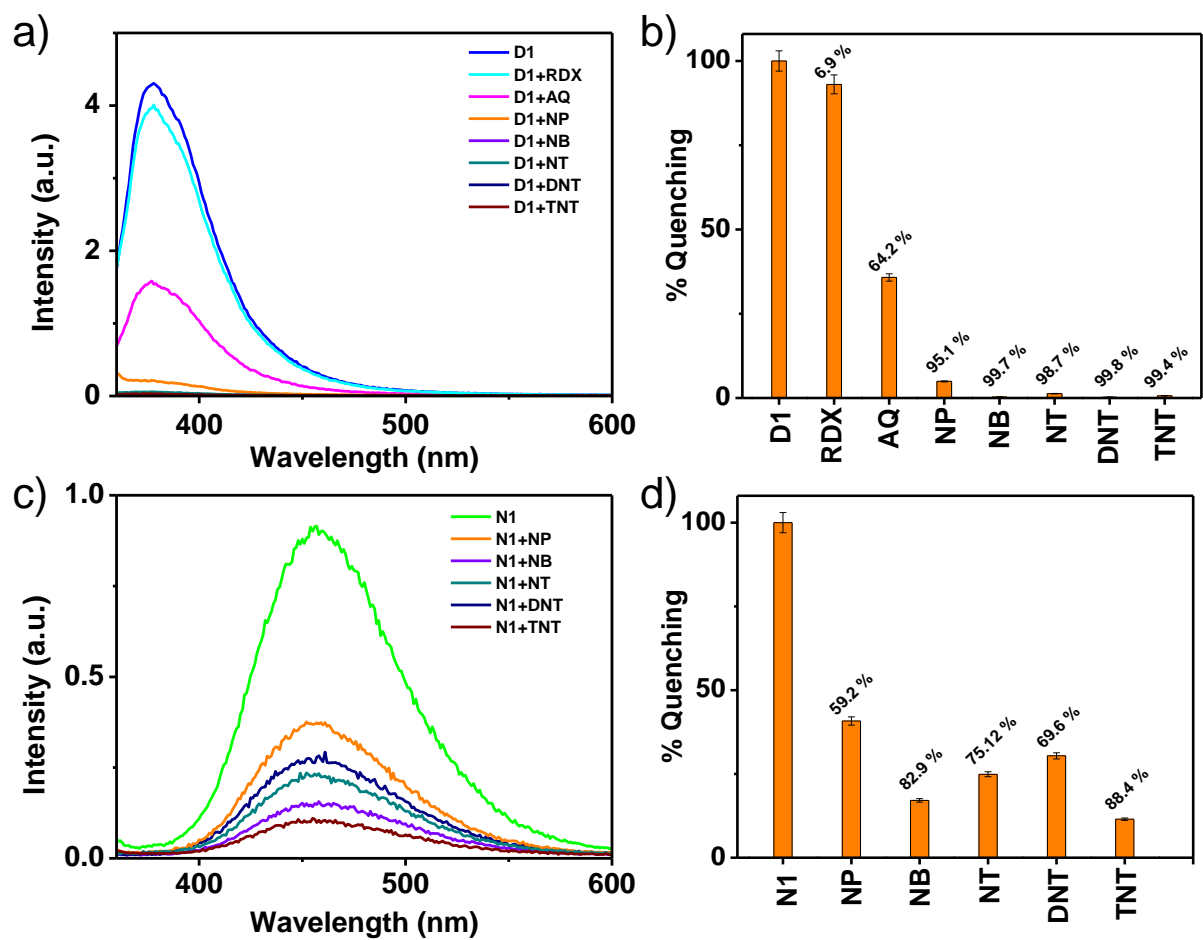 a)
D1
D1+RDX
D1+AQ
D1+NP
D1+NB
D1+NT
D1+DNT
D1+TNT
Intensity (a.u.)
4
2
0
400
500
600
Wavelength (nm)
b)
% Quenching
100
50
0
6.9 %
64.2 %
95.1 %
99.7 %
98.7 %
99.8 %
99.4 %
D1
RDX
AQ
NP
NB
NT
DNT
TNT
c)
N1
N1+NP
N1+NB
N1+NT
N1+DNT
N1+TNT
Intensity (a.u.)
1.0
0.5
0.0
400
500
600
Wavelength (nm)
d)
% Quenching
100
50
0
59.2 %
82.9 %
75.12 %
69.6 %
88.4 %
N1
NP
NB
NT
DNT
TNT